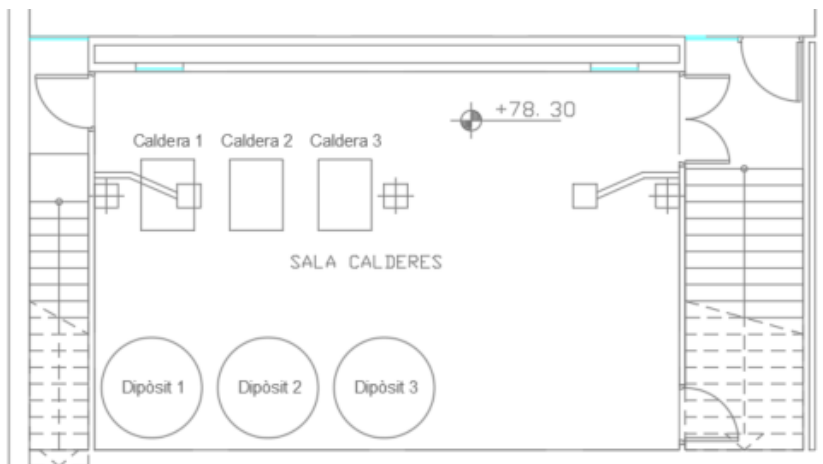 +78. 30
Caldera 1 Caldera 2 Caldera 3
SALA CALDERES
Dipòsit 1 Dipòsit 2 Dipòsit 3